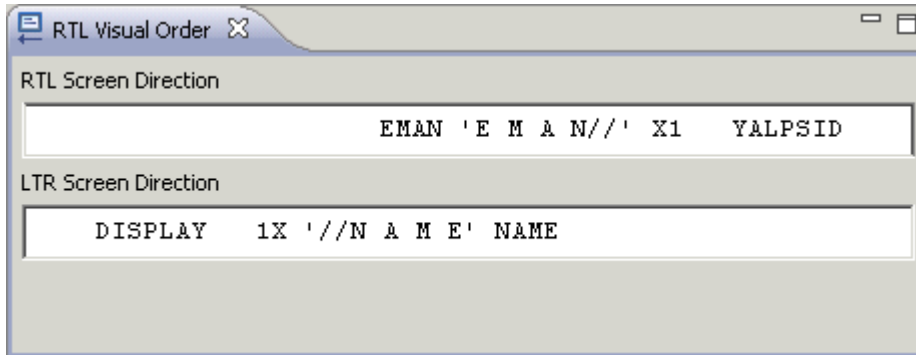 RTL Visual Order
RTL Screen Direction
EMAN 'E M A N//' X1 YALPSID
LTR Screen Direction
DISPLAY 1X '//N A M E' NAME